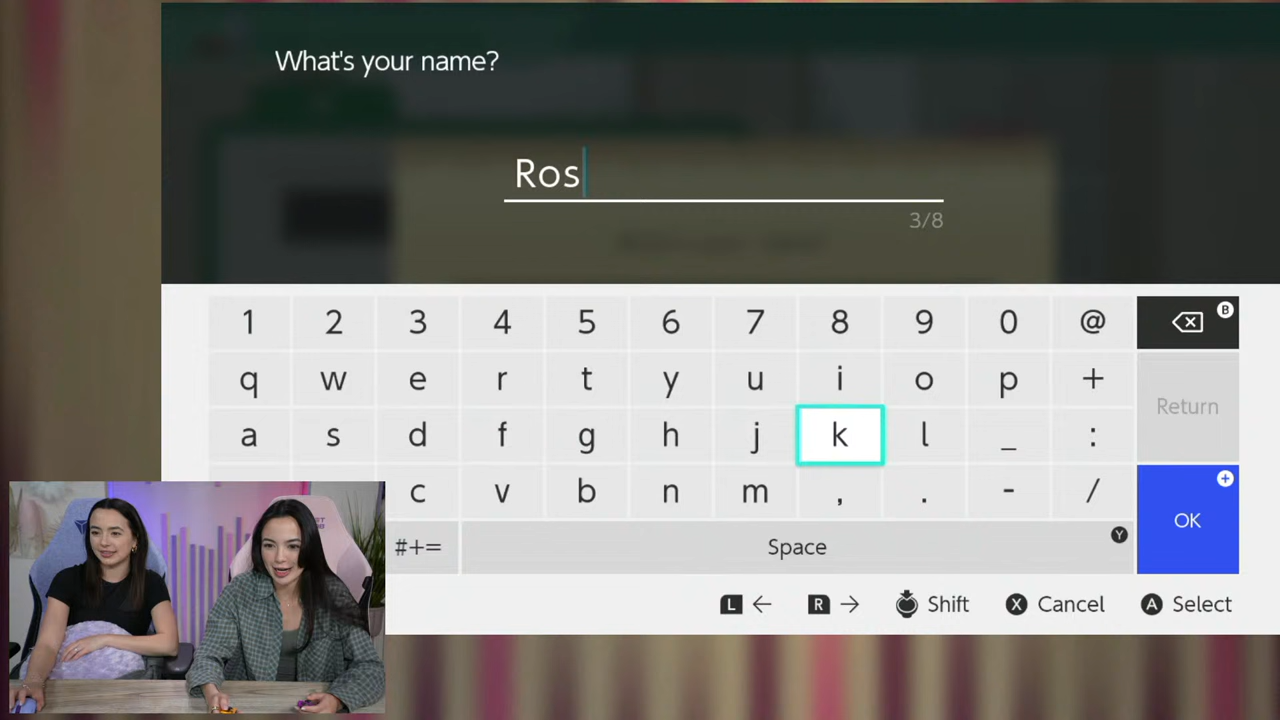 What's your name?
Ros
3/8
1 2 3 4 5 6 7 8 9 0 @ B
q w e r t y u i o p +
Return
a s d f g h j k l _ :
c v b n m , . - / +
OK
#+= Space Y
L ← R → Shift X Cancel A Select